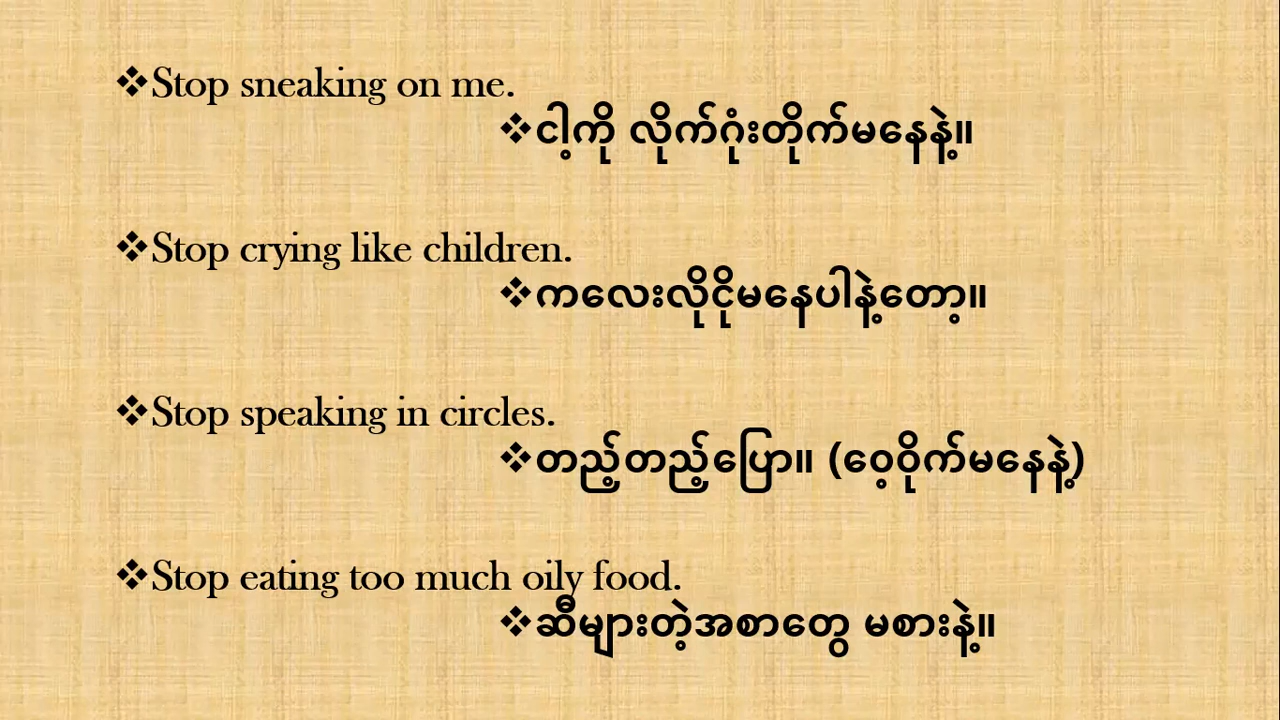 ❖Stop sneaking on me.
❖ငါ့ကို လိုက်ဂုံးတိုက်မနေနဲ့။
❖Stop crying like children.
❖ကလေးလိုငိုမနေပါနဲ့တော့။
❖Stop speaking in circles.
❖တည့်တည့်ပြော။ (ဝေ့ဝိုက်မနေနဲ့)
❖Stop eating too much oily food.
❖ဆီများတဲ့အစာတွေ မစားနဲ့။